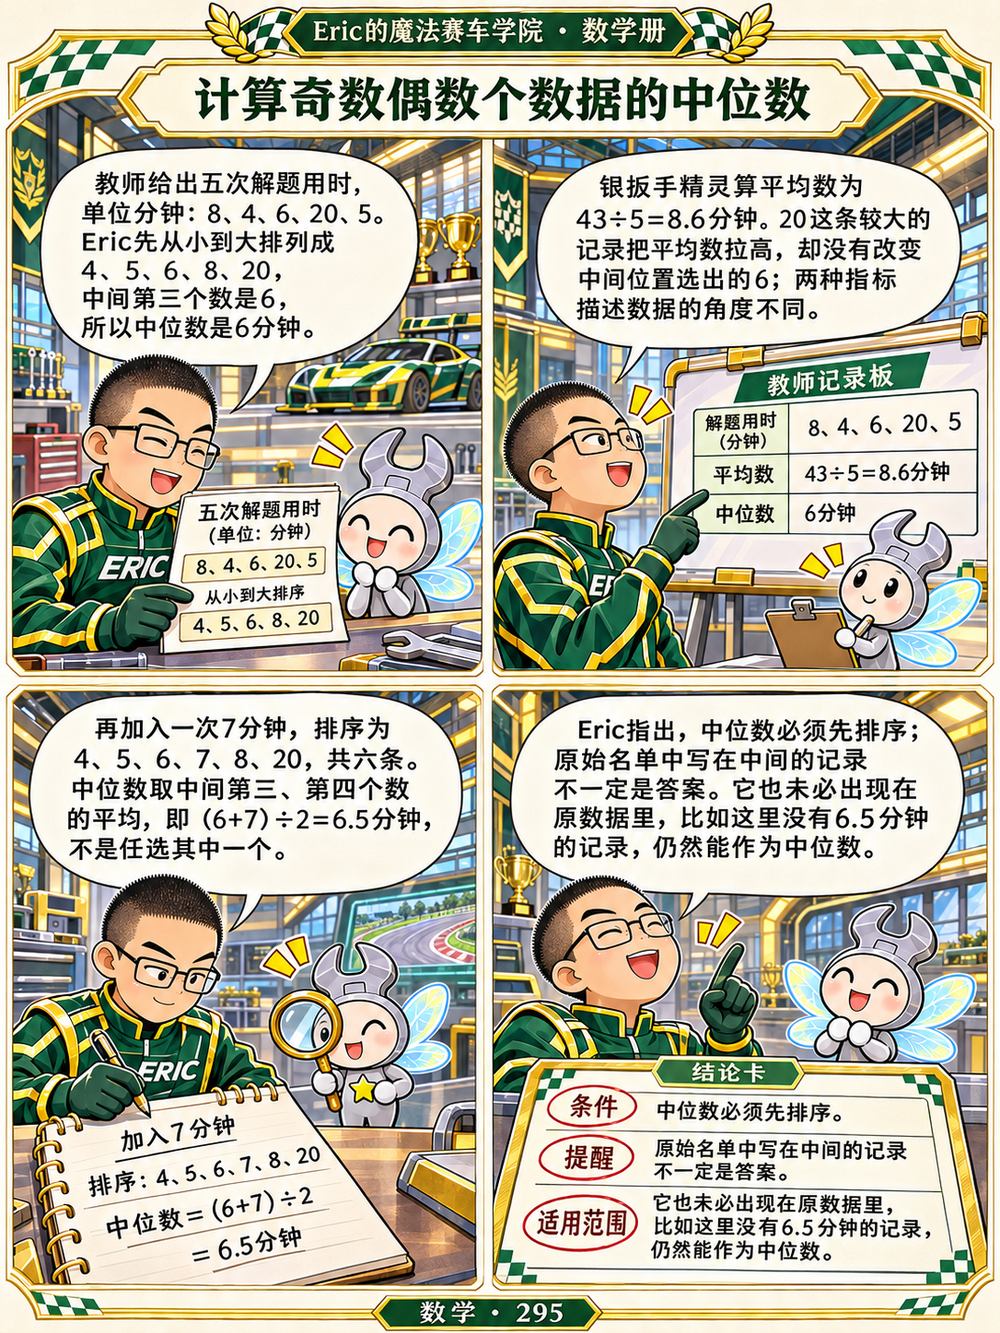 Eric的魔法赛车学院 · 数学册
计算奇数偶数个数据的中位数
教师给出五次解题用时，
单位分钟：8、4、6、20、5。
Eric先从小到大排列成
4、5、6、8、20，
中间第三个数是6，
所以中位数是6分钟。
ERIC
五次解题用时
（单位：分钟）
8、4、6、20、5
从小到大排序
4、5、6、8、20
银扳手精灵算平均数为
43÷5=8.6分钟。20这条较大的
记录把平均数拉高，却没有改变
中间位置选出的6；两种指标
描述数据的角度不同。
教师记录板
解题用时
（分钟）
8、4、6、20、5
平均数
43÷5=8.6分钟
中位数
6分钟
再加入一次7分钟，排序为
4、5、6、7、8、20，共六条。
中位数取中间第三、第四个数
的平均，即（6+7）÷2=6.5分钟，
不是任选其中一个。
ERIC
加入7分钟
排序：4、5、6、7、8、20
中位数=（6+7）÷2
=6.5分钟
Eric指出，中位数必须先排序；
原始名单中写在中间的记录
不一定是答案。它也未必出现在
原数据里，比如这里没有6.5分钟
的记录，仍然能作为中位数。
结论卡
条件
中位数必须先排序。
提醒
原始名单中写在中间的记录
不一定是答案。
适用范围
它也未必出现在原数据里，
比如这里没有6.5分钟的记录，
仍然能作为中位数。
数学 · 295